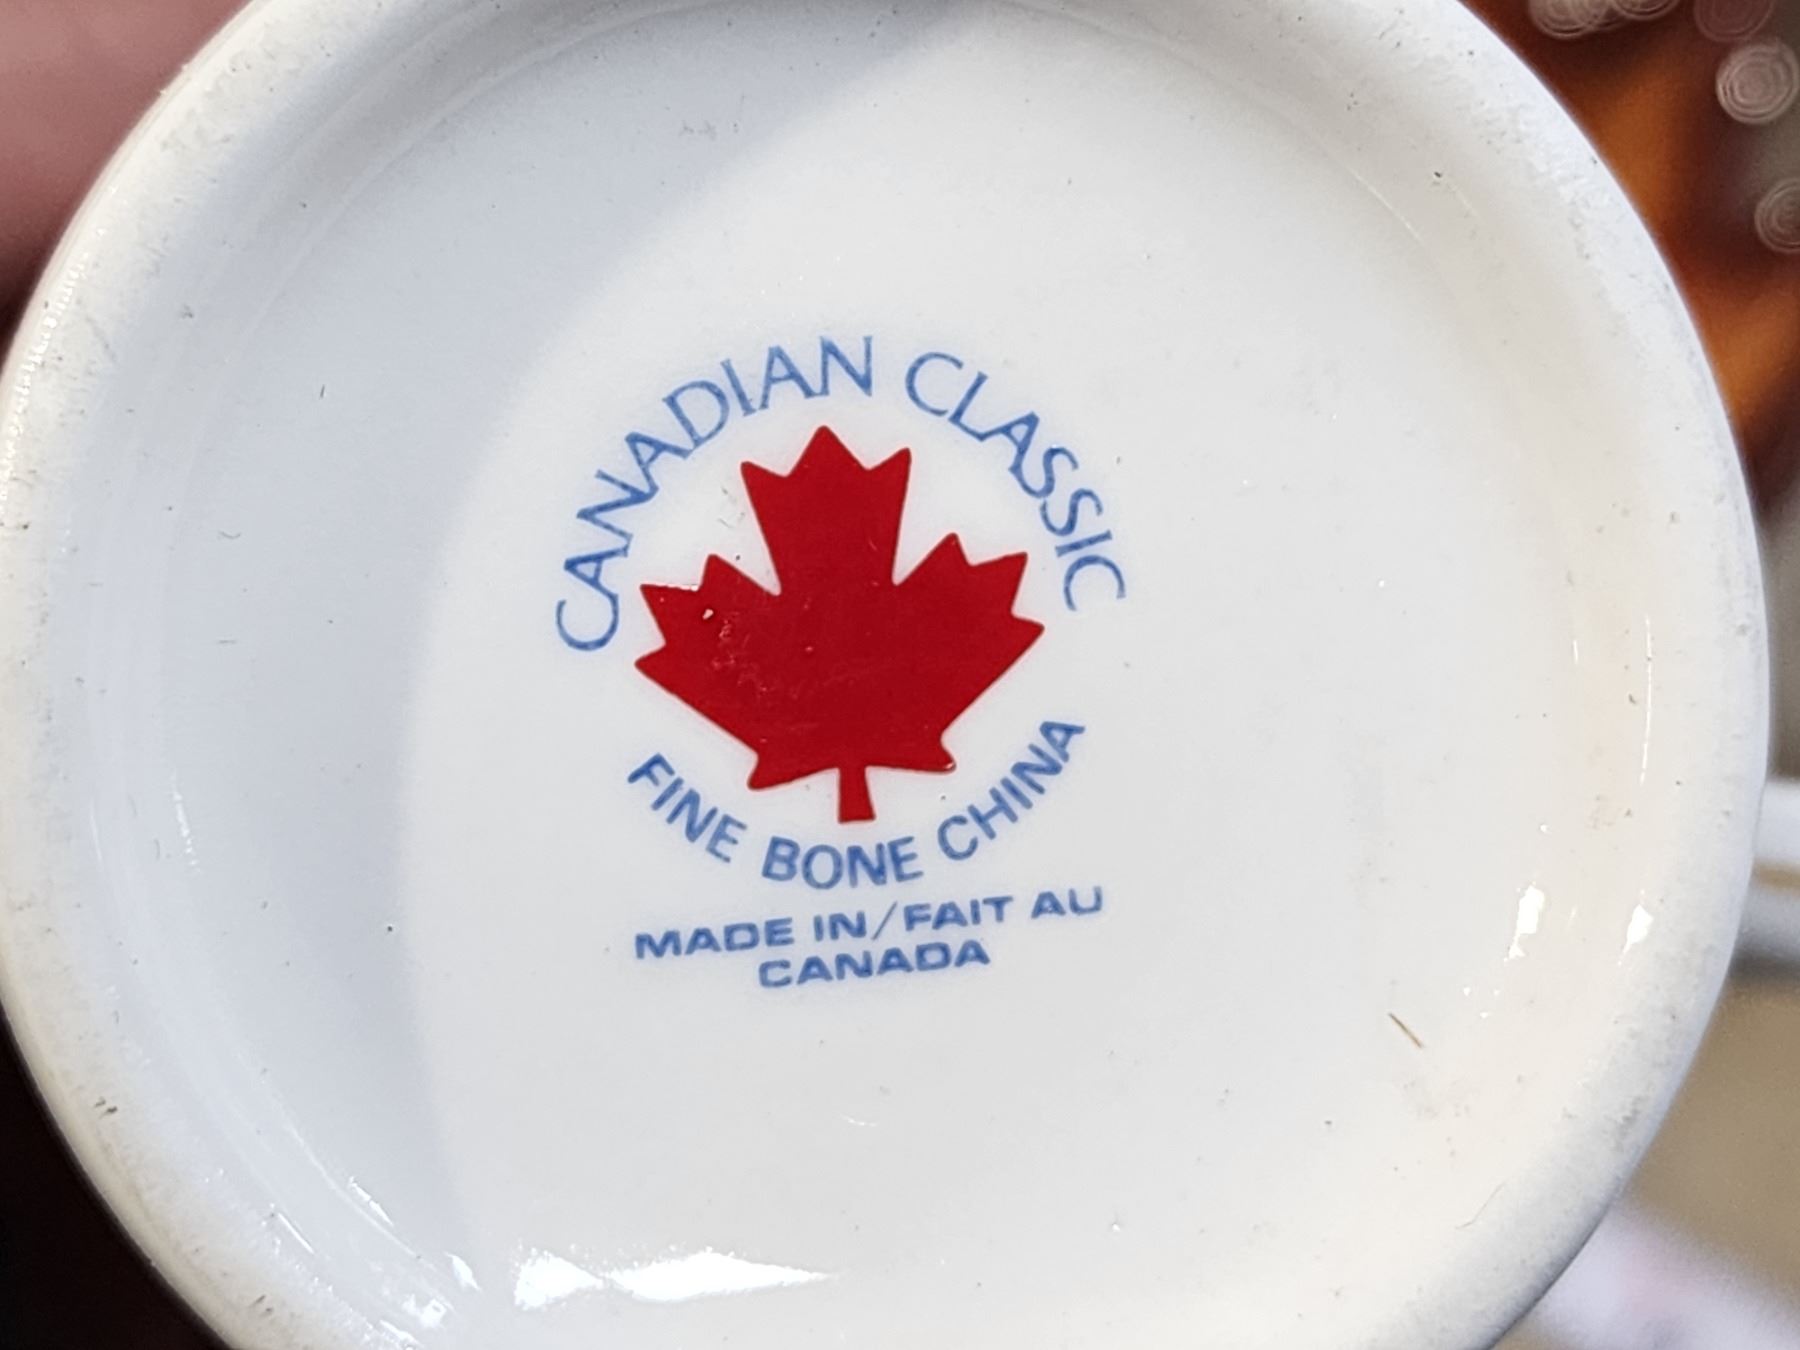 CANADIAN CLASSIC
FINE BONE CHINA
MADE IN/FAIT AU
CANADA